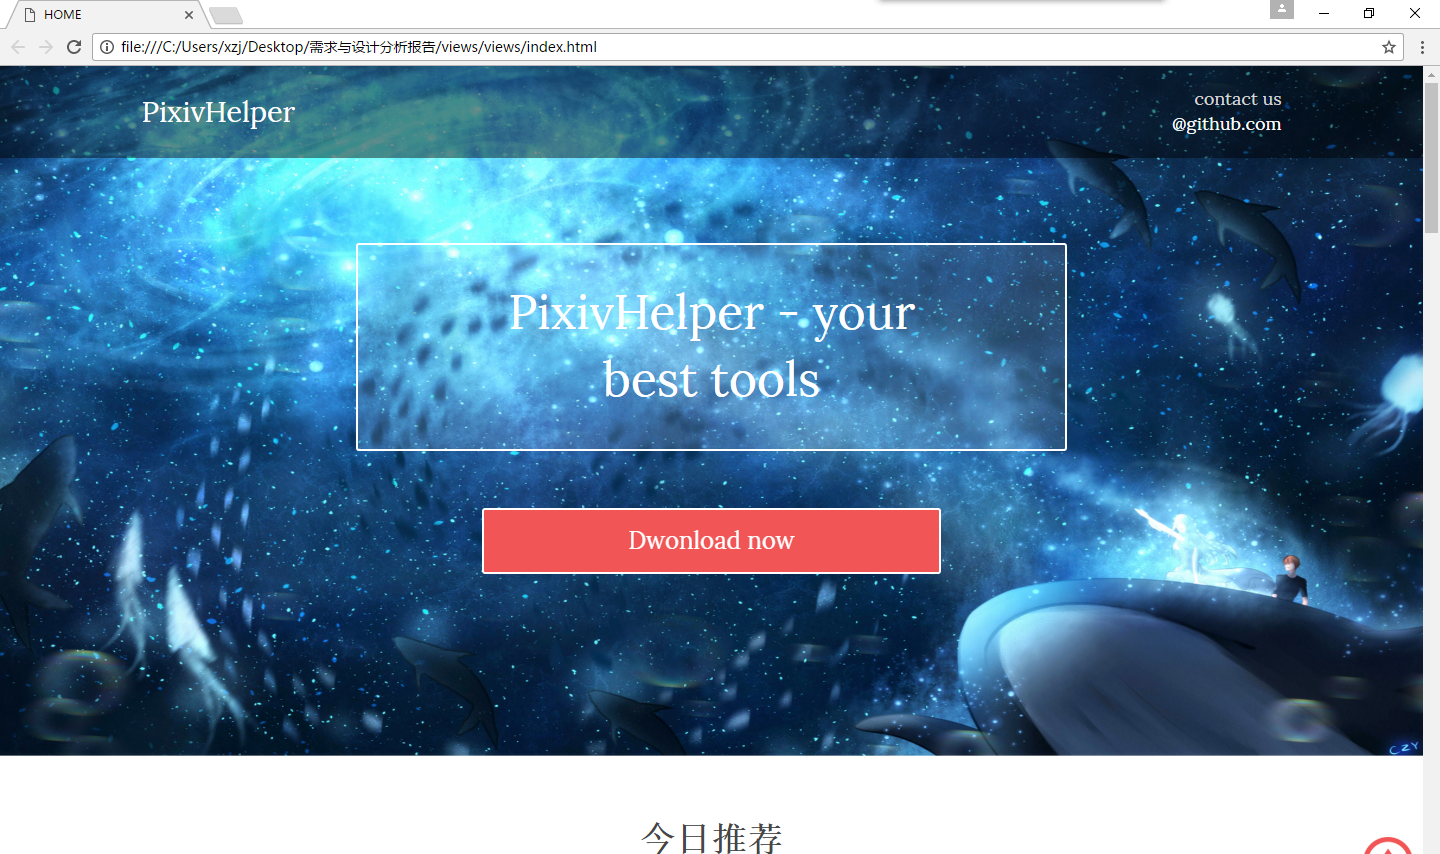 HOME
file:///C:/Users/xzj/Desktop/需求与设计分析报告/views/views/index.html
PixivHelper
contact us
@github.com
PixivHelper - your
best tools
Dwonload now
CZY
今日推荐